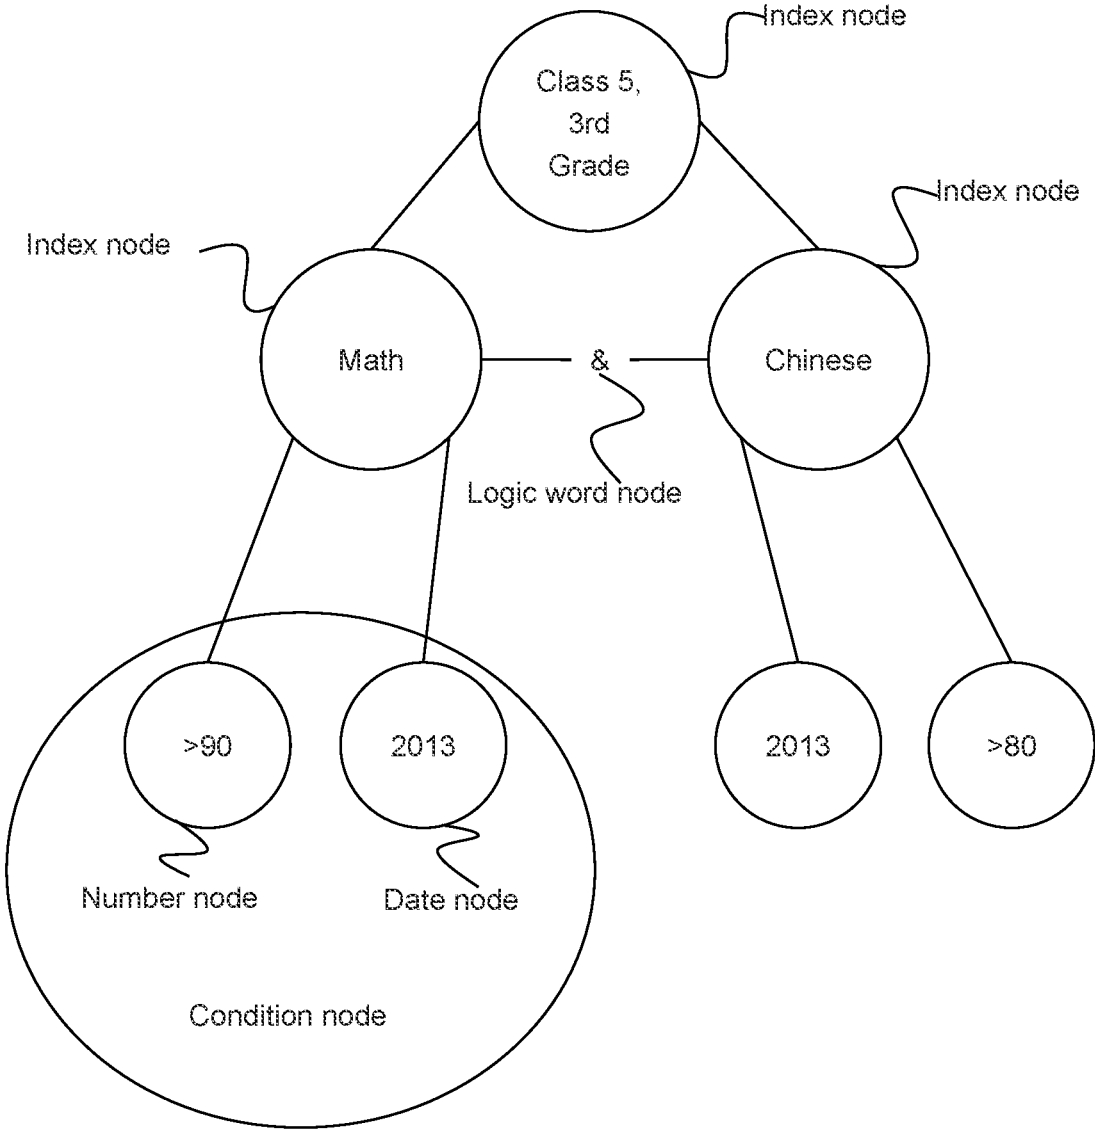 Index node
Class 5,
3rd
Grade
Index node
Index node
Math
&
Chinese
Logic word node
>90
2013
2013
>80
Number node
Date node
Condition node